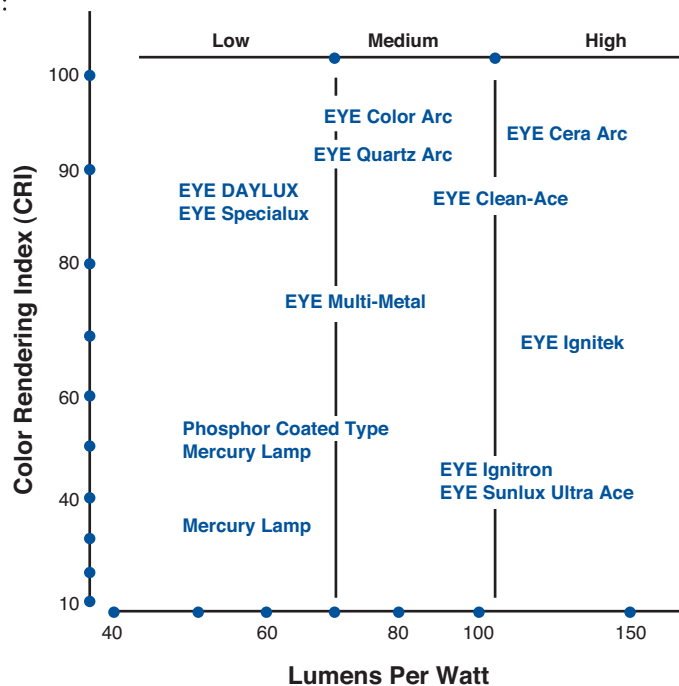 :
Low Medium High
100
EYE Color Arc
EYE Cera Arc
EYE Quartz Arc
90
EYE DAYLUX
EYE Clean-Ace
EYE Specialux
80
EYE Multi-Metal
EYE Ignitek
60
Phosphor Coated Type
Mercury Lamp
EYE Ignitron
EYE Sunlux Ultra Ace
40
Mercury Lamp
10
Color Rendering Index (CRI)
40 60 80 100 150
Lumens Per Watt